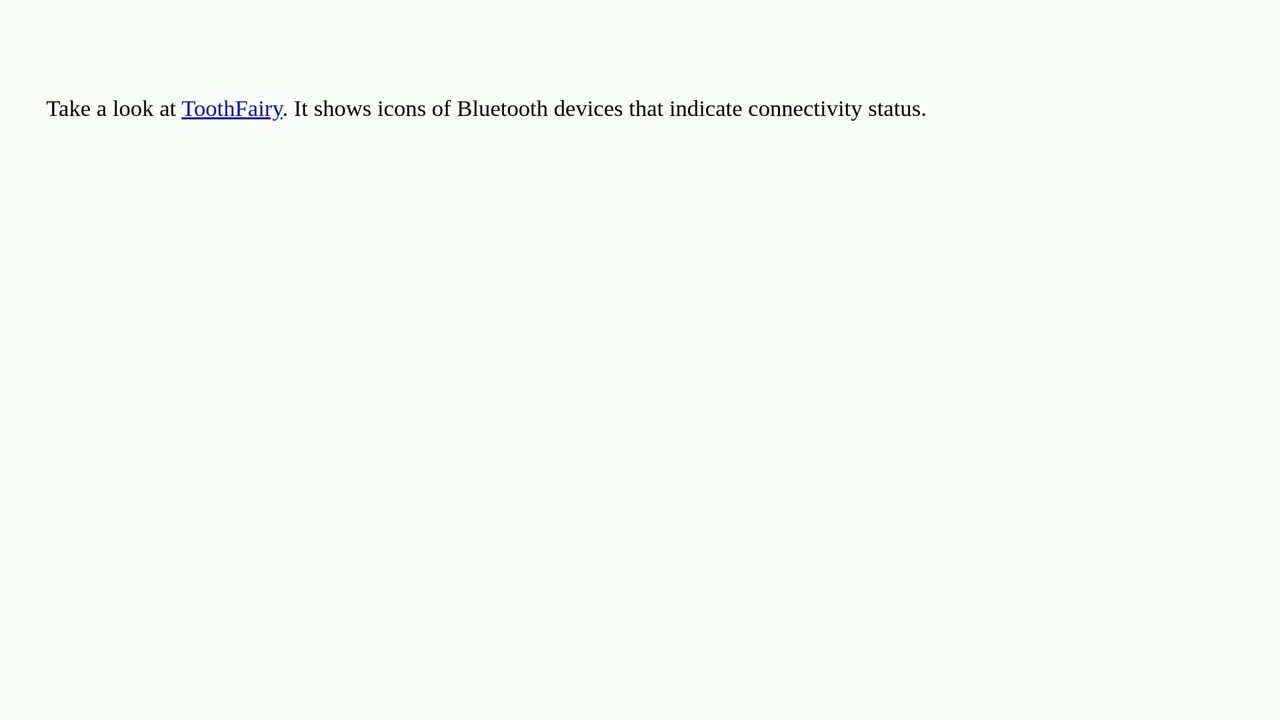 Take a look at ToothFairy. It shows icons of Bluetooth devices that indicate connectivity status.